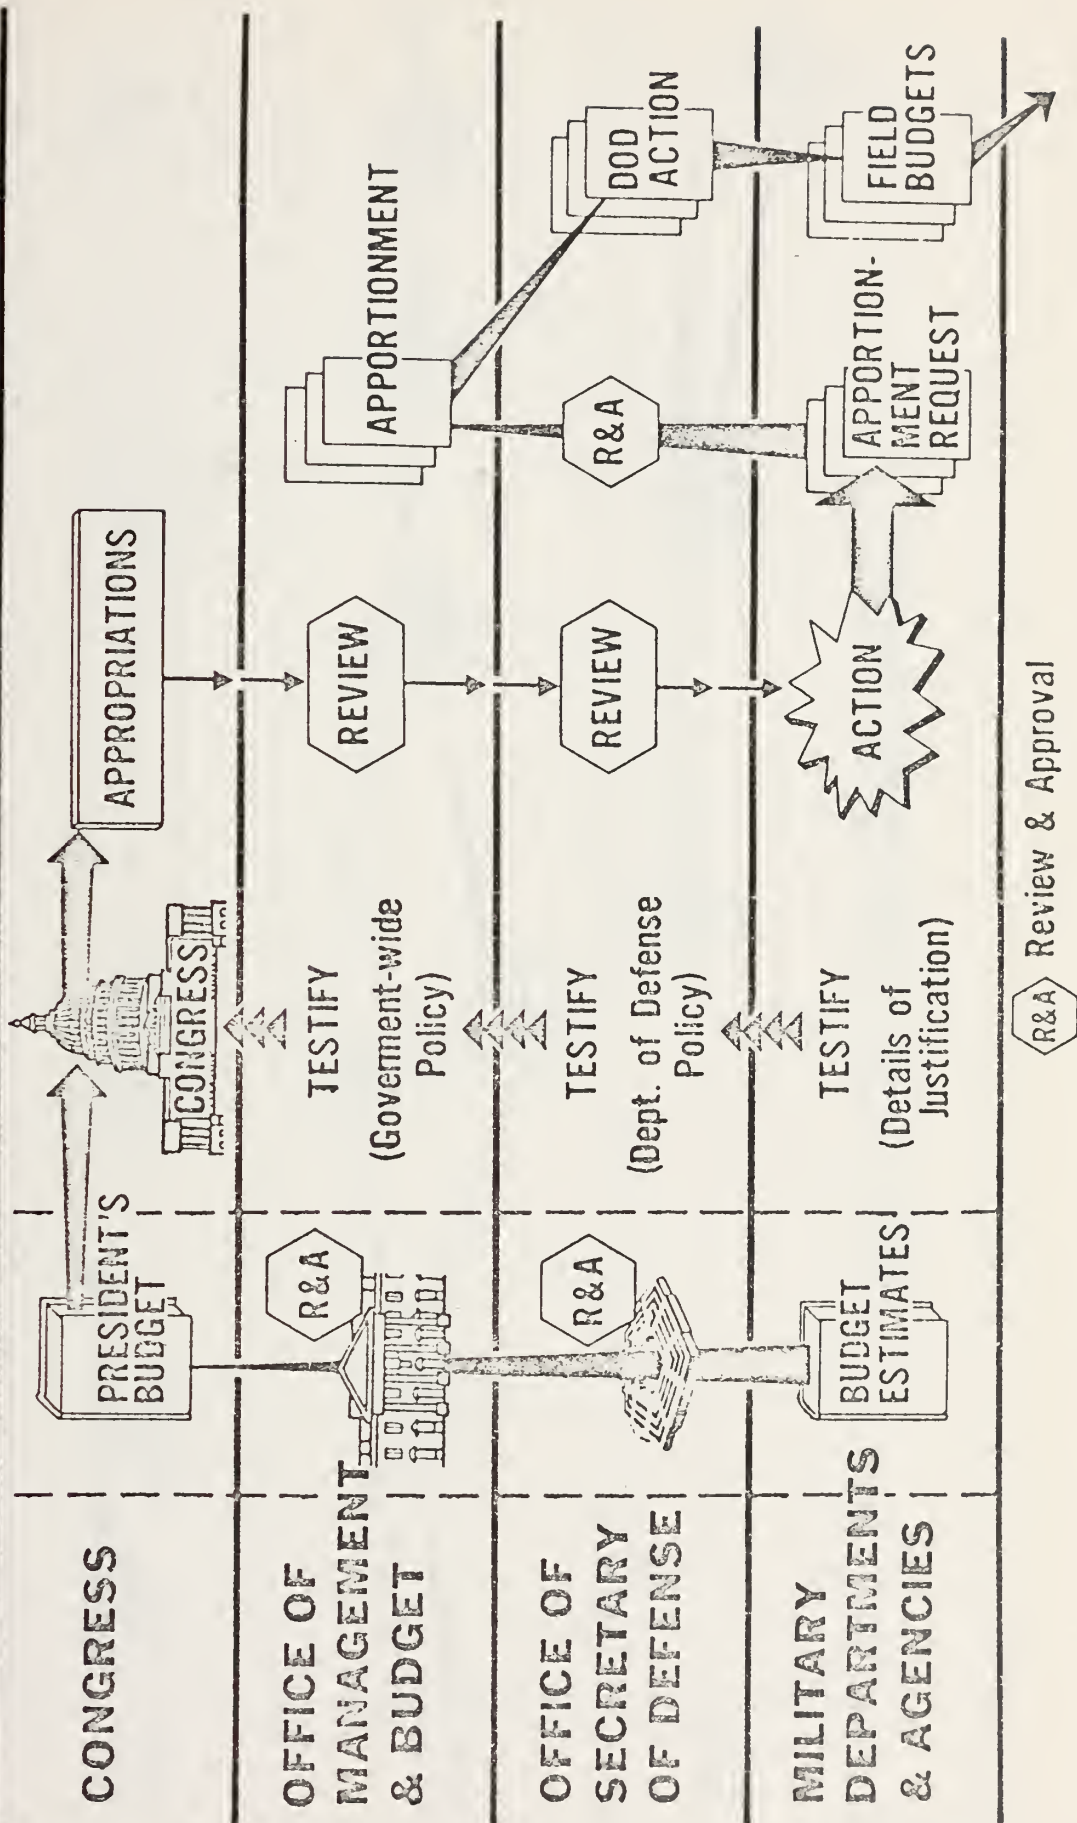 CONGRESS
PRESIDENT'S
BUDGET
CONGRESS
APPROPRIATIONS
OFFICE OF
MANAGEMENT
& BUDGET
R&A
TESTIFY
(Government-wide
Policy)
REVIEW
APPORTIONMENT
OFFICE OF
SECRETARY
OF DEFENSE
R&A
TESTIFY
(Dept. of Defense
Policy)
REVIEW
R&A
DOD
ACTION
MILITARY
DEPARTMENTS
& AGENCIES
BUDGET
ESTIMATES
TESTIFY
(Details of
Justification)
ACTION
APPORTION-
MENT
REQUEST
FIELD
BUDGETS
R&A Review & Approval